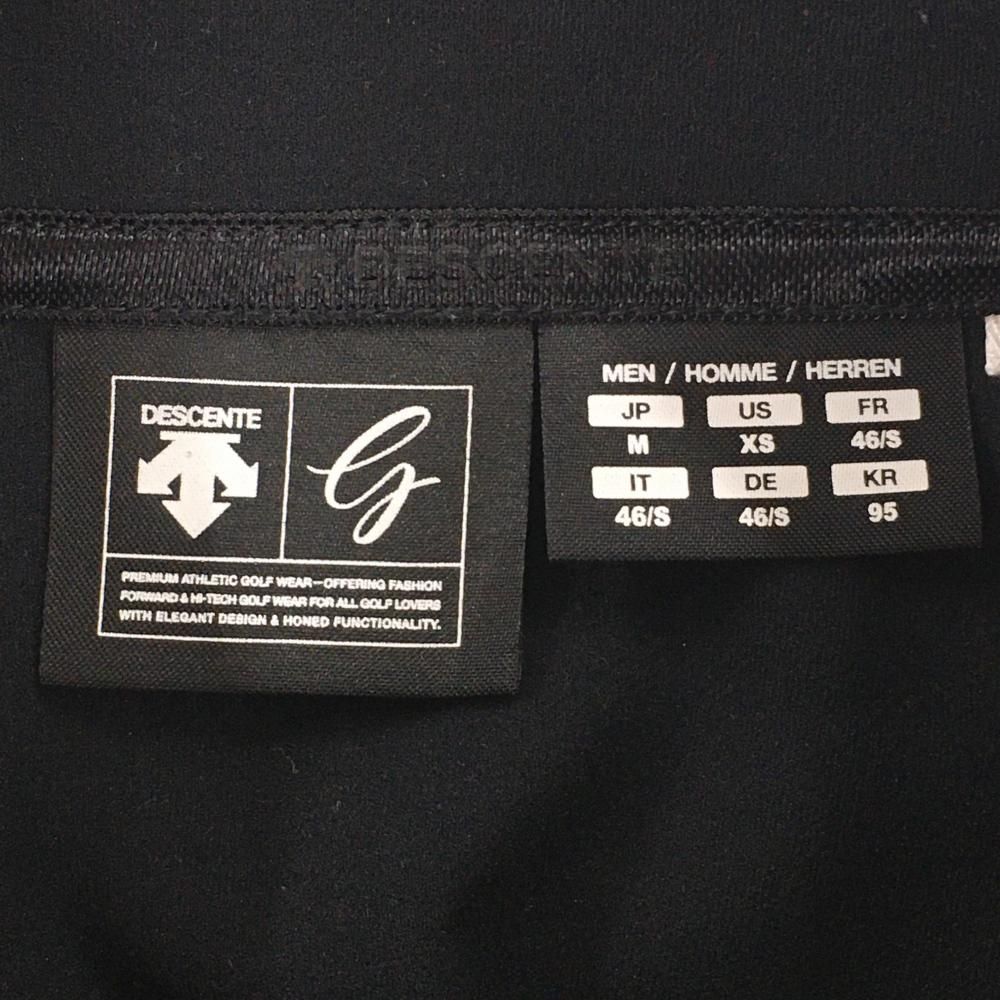 DESCENTE
DESCENTE
G
PREMIUM ATHLETIC GOLF WEAR—OFFERING FASHION
FORWARD & HI-TECH GOLF WEAR FOR ALL GOLF LOVERS
WITH ELEGANT DESIGN & HONED FUNCTIONALITY.
MEN / HOMME / HERREN
JP US FR
M XS 46/S
IT DE KR
46/S 46/S 95